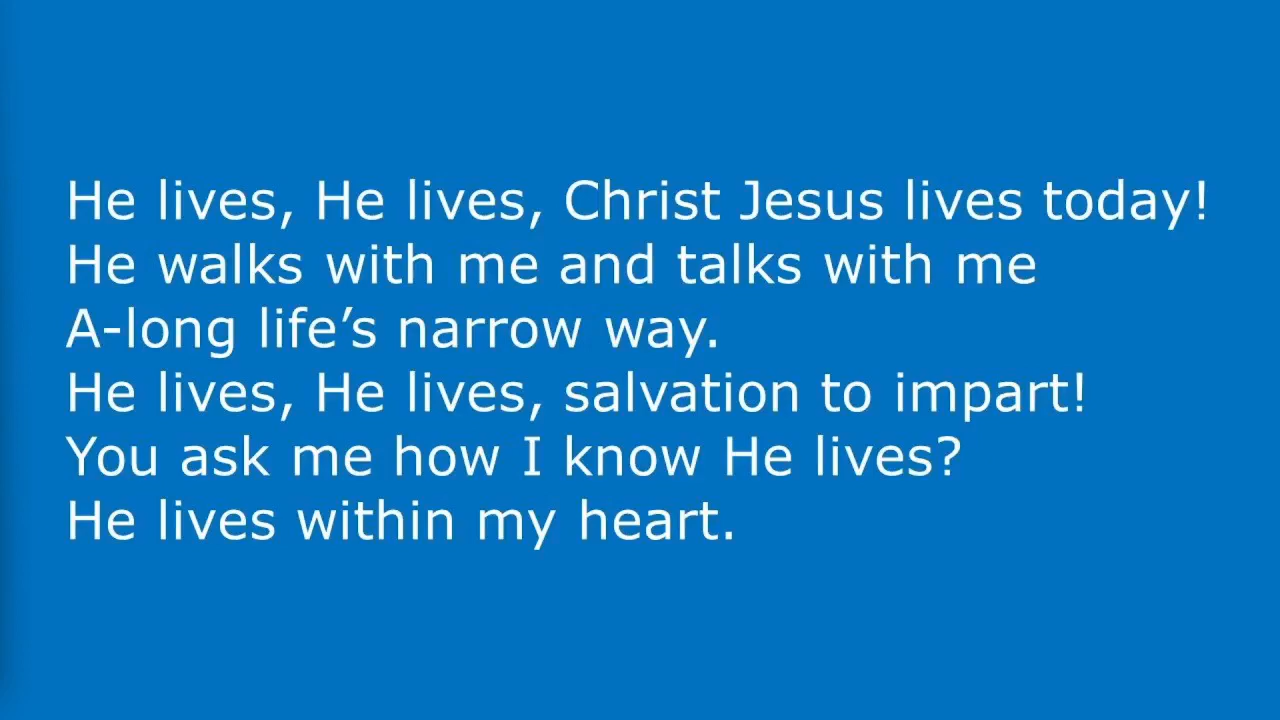 He lives, He lives, Christ Jesus lives today!
He walks with me and talks with me
A-long life’s narrow way.
He lives, He lives, salvation to impart!
You ask me how I know He lives?
He lives within my heart.